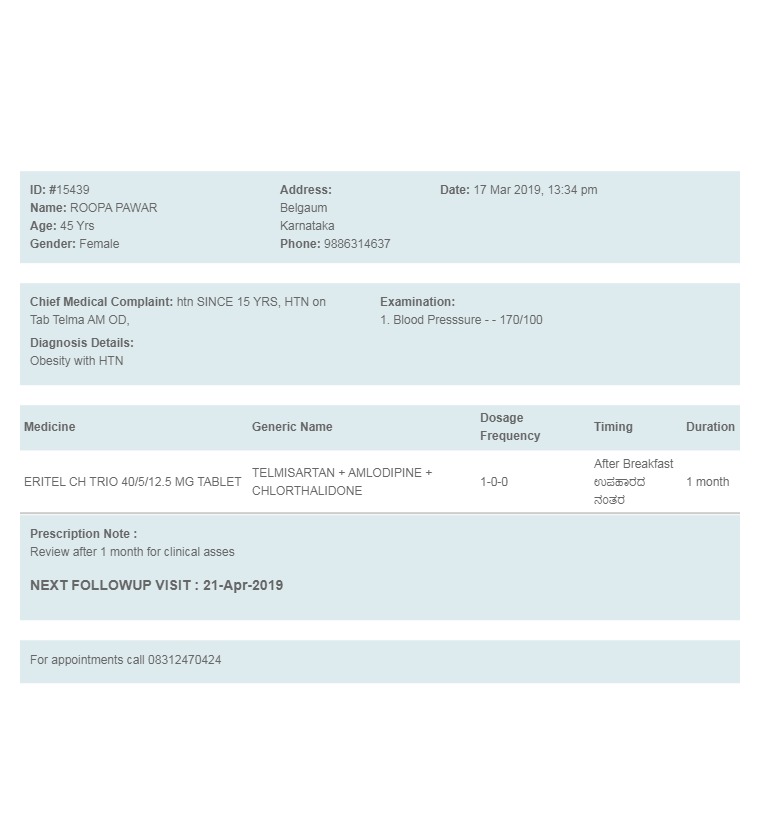 ID: #15439
Name: ROOPA PAWAR
Age: 45 Yrs
Gender: Female
Address:
Belgaum
Karnataka
Phone: 9886314637
Date: 17 Mar 2019, 13:34 pm
Chief Medical Complaint: htn SINCE 15 YRS, HTN on
Tab Telma AM OD,
Diagnosis Details:
Obesity with HTN
Examination:
1. Blood Presssure - - 170/100
Medicine Generic Name Dosage Frequency Timing Duration
ERITEL CH TRIO 40/5/12.5 MG TABLET
TELMISARTAN + AMLODIPINE +
CHLORTHALIDONE
1-0-0
After Breakfast
ಉಪಹಾರದ
ನಂತರ
1 month
Prescription Note :
Review after 1 month for clinical asses
NEXT FOLLOWUP VISIT : 21-Apr-2019
For appointments call 08312470424